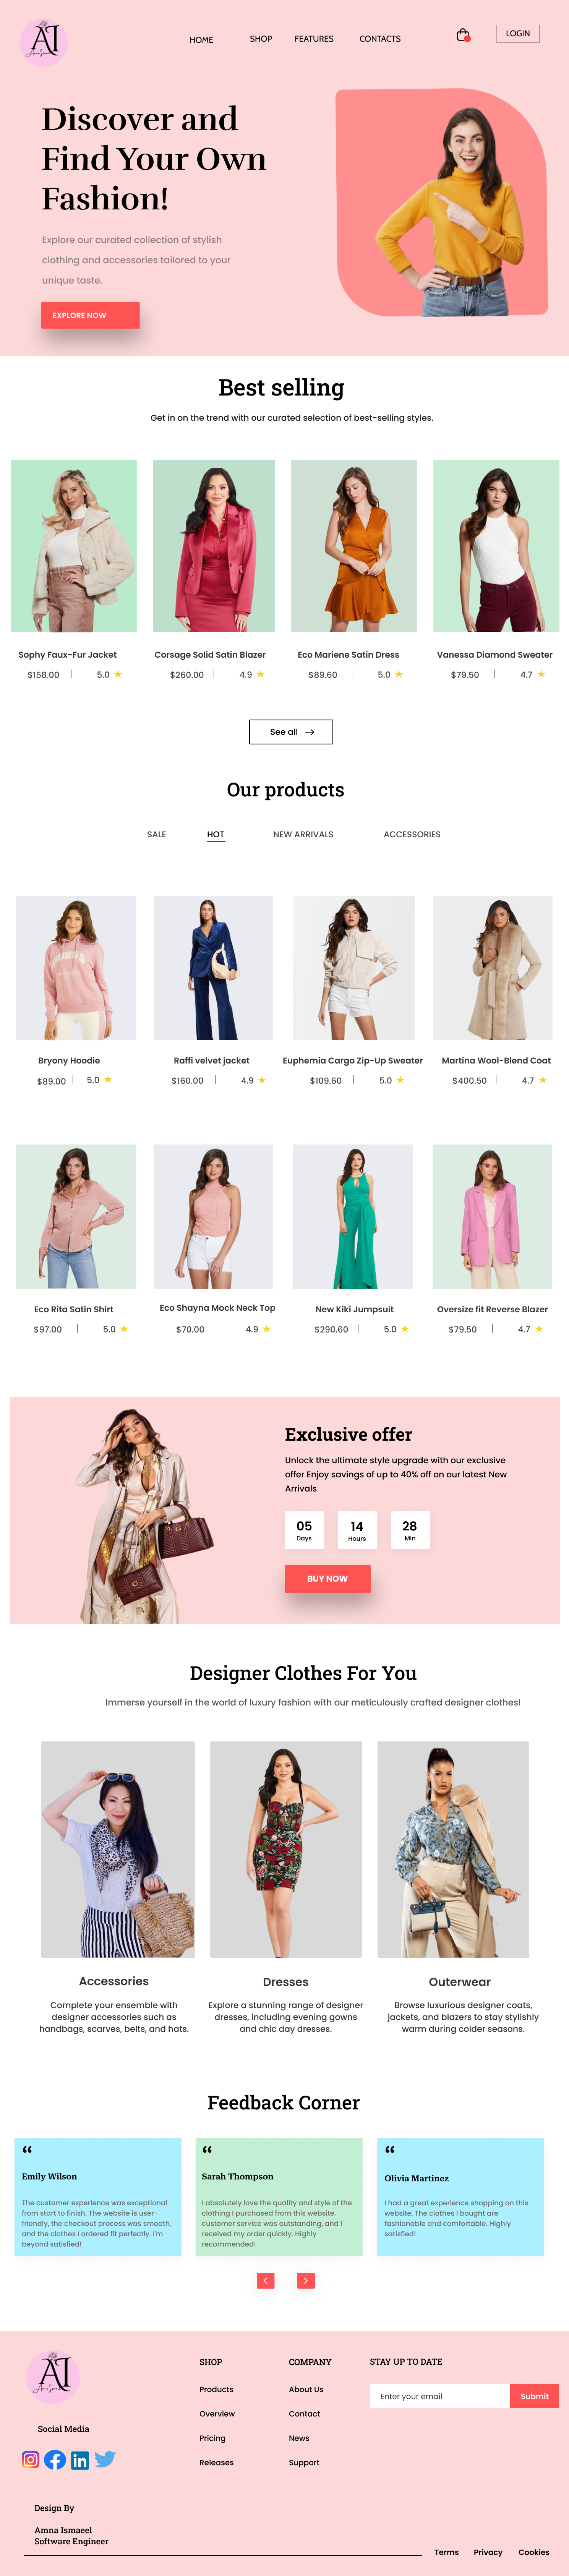 AI
HOME SHOP FEATURES CONTACTS LOGIN
Discover and
Find Your Own
Fashion!
Explore our curated collection of stylish
clothing and accessories tailored to your
unique taste.
EXPLORE NOW
Best selling
Get in on the trend with our curated selection of best-selling styles.
Sophy Faux-Fur Jacket Corsage Solid Satin Blazer Eco Mariene Satin Dress Vanessa Diamond Sweater
$158.00 5.0 $260.00 4.9 $89.60 5.0 $79.50 4.7
See all
Our products
SALE HOT NEW ARRIVALS ACCESSORIES
Bryony Hoodie Raffi velvet jacket Euphemia Cargo Zip-Up Sweater Martina Wool-Blend Coat
$89.00 5.0 $160.00 4.9 $109.60 5.0 $400.50 4.7
Eco Rita Satin Shirt Eco Shayna Mock Neck Top New Kiki Jumpsuit Oversize fit Reverse Blazer
$97.00 5.0 $70.00 4.9 $290.60 5.0 $79.50 4.7
Exclusive offer
Unlock the ultimate style upgrade with our exclusive
offer Enjoy savings of up to 40% off on our latest New
Arrivals
05 14 28
Days Hours Min
BUY NOW
Designer Clothes For You
Immerse yourself in the world of luxury fashion with our meticulously crafted designer clothes!
Accessories
Complete your ensemble with
designer accessories such as
handbags, scarves, belts, and hats.
Dresses
Explore a stunning range of designer
dresses, including evening gowns
and chic day dresses.
Outerwear
Browse luxurious designer coats,
jackets, and blazers to stay stylishly
warm during colder seasons.
Feedback Corner
“
Emily Wilson
The customer experience was exceptional
from start to finish. The website is user-
friendly, the checkout process was smooth,
and the clothes I ordered fit perfectly. I'm
beyond satisfied!
“
Sarah Thompson
I absolutely love the quality and style of the
clothing I purchased from this website.
customer service was outstanding, and I
received my order quickly. Highly
recommended!
“
Olivia Martinez
I had a great experience shopping on this
website. The clothes I bought are
fashionable and comfortable. Highly
satisfied!
AI
Social Media
in
Design By
Amna Ismaeel
Software Engineer
SHOP
Products
Overview
Pricing
Releases
COMPANY
About Us
Contact
News
Support
STAY UP TO DATE
Enter your email Submit
Terms Privacy Cookies